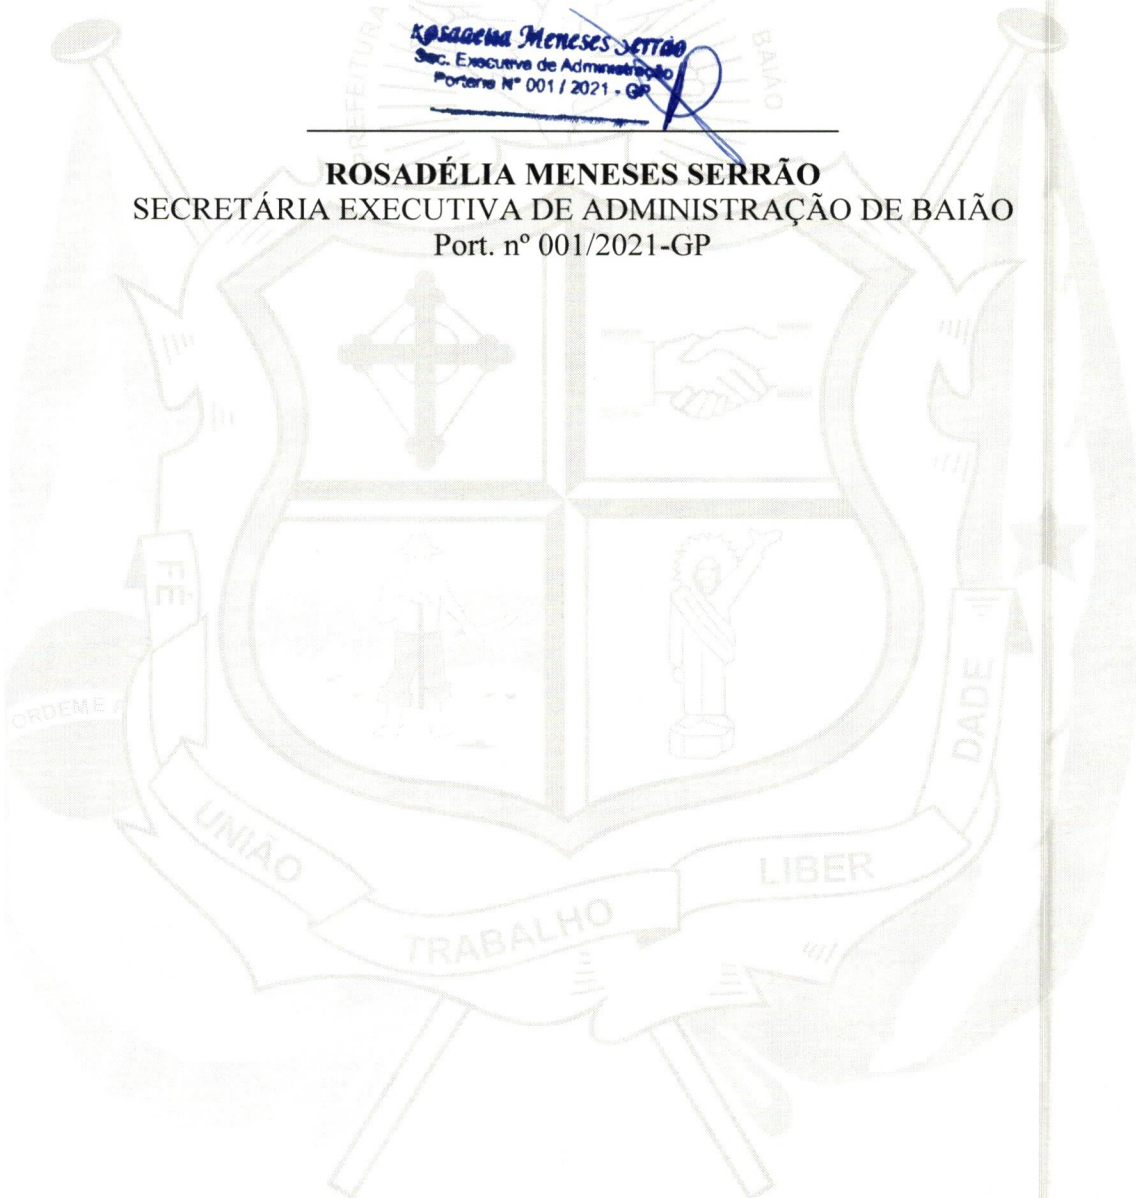 Rosadelia Meneses Serrão
Sec. Executiva de Administração
Portaria Nº 001 / 2021 - GP
ROSADÉLIA MENESES SERRÃO
SECRETÁRIA EXECUTIVA DE ADMINISTRAÇÃO DE BAIÃO
Port. nº 001/2021-GP
PREFEITURA
BAIÃO
FÉ
ORDEM E
UNIÃO
TRABALHO
LIBER
DADE